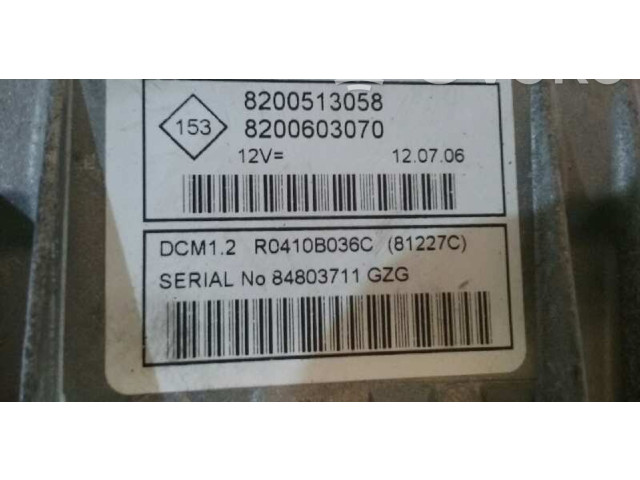 8200513058
153
8200603070
12V= 12.07.06
DCM1.2 R0410B036C (81227C)
SERIAL No 84803711 GZG